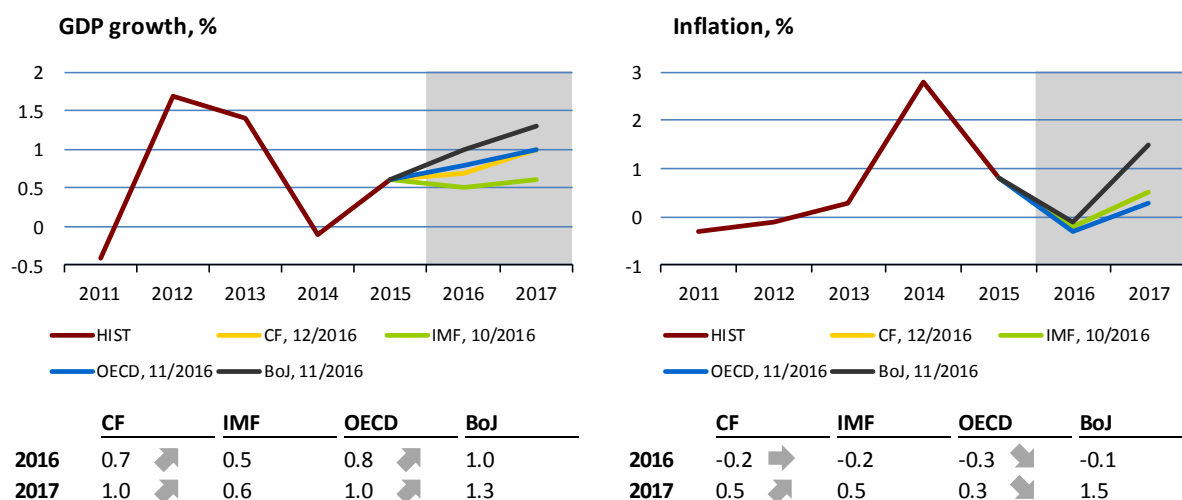 GDP growth, %
2
1.5
1
0.5
0
-0.5
2011 2012 2013 2014 2015 2016 2017
HIST CF, 12/2016 IMF, 10/2016
OECD, 11/2016 BoJ, 11/2016
CF IMF OECD BoJ
2016 0.7 0.5 0.8 1.0
2017 1.0 0.6 1.0 1.3
Inflation, %
3
2
1
0
-1
2011 2012 2013 2014 2015 2016 2017
HIST CF, 12/2016 IMF, 10/2016
OECD, 11/2016 BoJ, 11/2016
CF IMF OECD BoJ
2016 -0.2 -0.2 -0.3 -0.1
2017 0.5 0.5 0.3 1.5